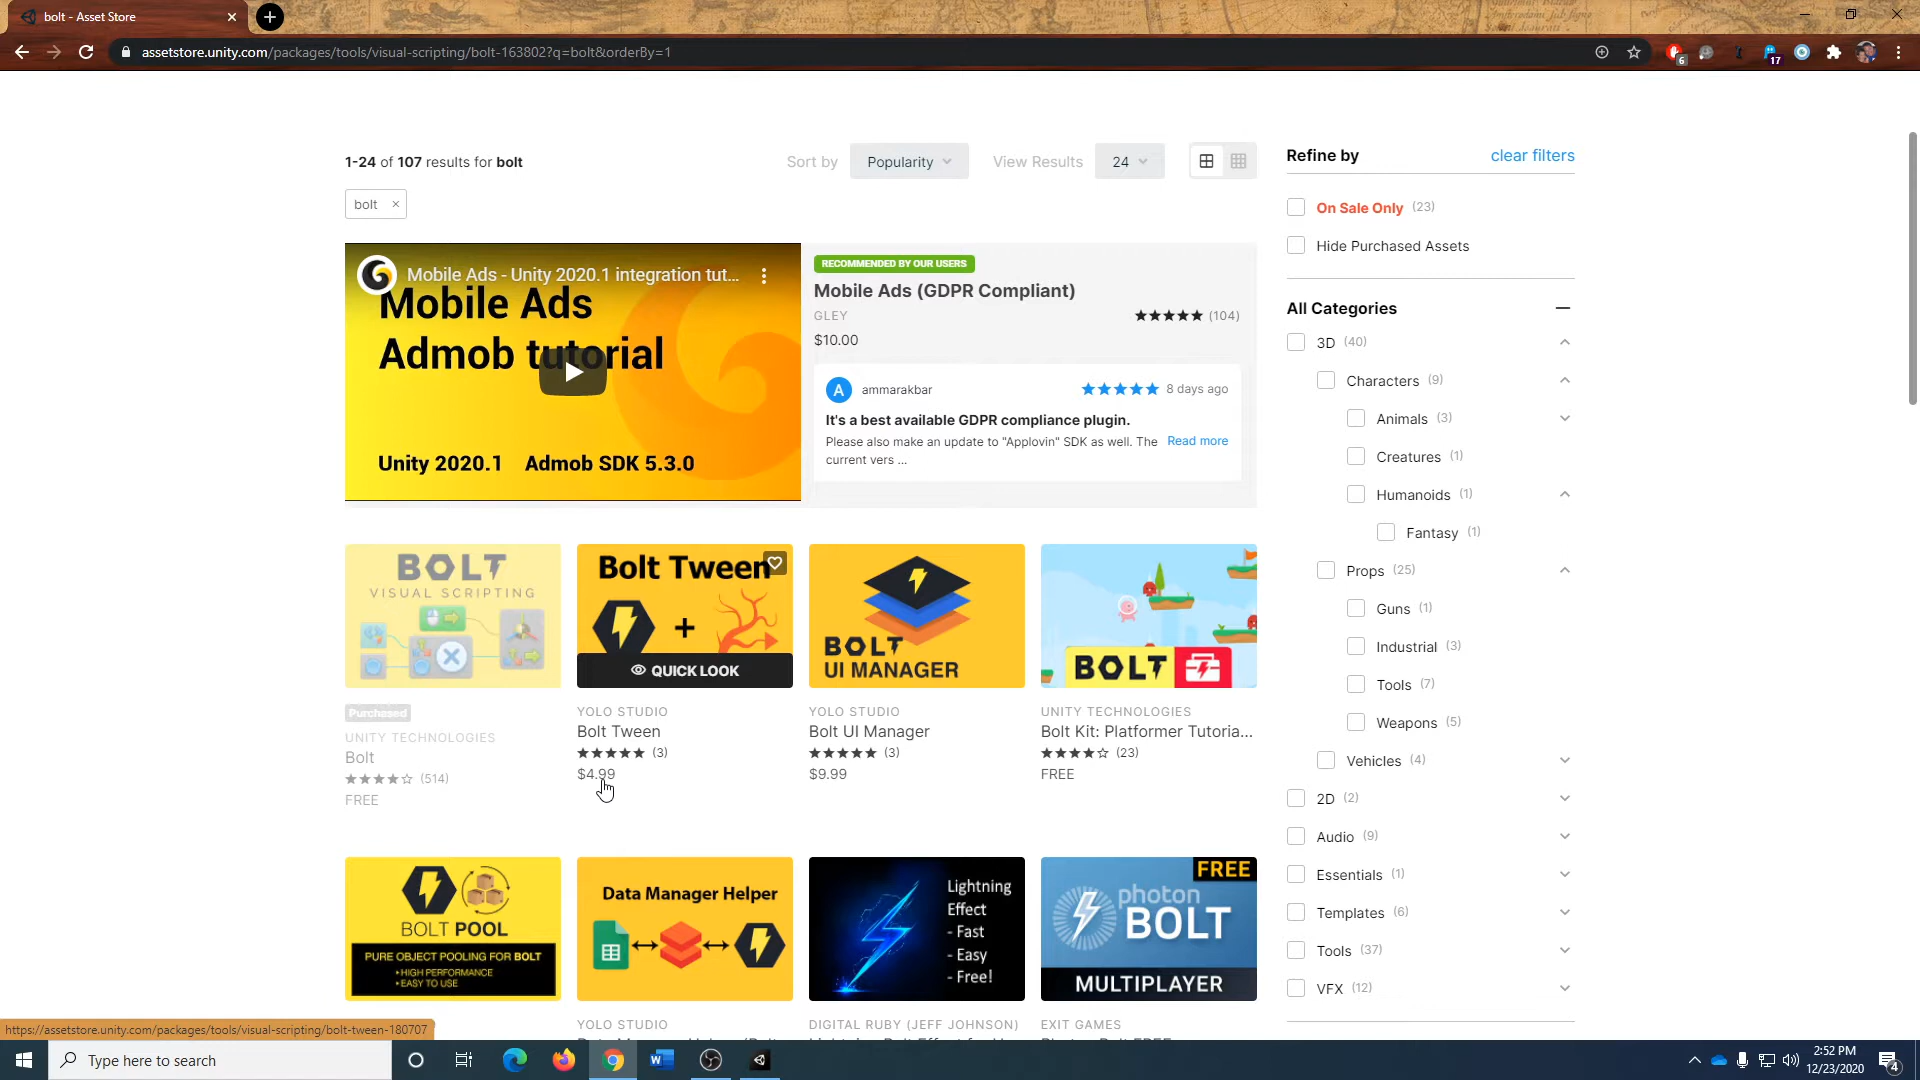 bolt - Asset Store
assetstore.unity.com/packages/tools/visual-scripting/bolt-163802?q=bolt&orderBy=1
6
17
1-24 of 107 results for bolt
Sort by
Popularity
View Results
24
bolt ×
Mobile Ads - Unity 2020.1 integration tut...
Mobile Ads
Admob tutorial
Unity 2020.1 Admob SDK 5.3.0
RECOMMENDED BY OUR USERS
Mobile Ads (GDPR Compliant)
GLEY
(104)
$10.00
A
ammarakbar
8 days ago
It's a best available GDPR compliance plugin.
Please also make an update to "Applovin" SDK as well. The
current vers ...
Read more
Refine by
clear filters
On Sale Only (23)
Hide Purchased Assets
All Categories
3D (40)
Characters (9)
Animals (3)
Creatures (1)
Humanoids (1)
Fantasy (1)
Props (25)
Guns (1)
Industrial (3)
Tools (7)
Weapons (5)
Vehicles (4)
2D (2)
Audio (9)
Essentials (1)
Templates (6)
Tools (37)
VFX (12)
BOLT
VISUAL SCRIPTING
Purchased
UNITY TECHNOLOGIES
Bolt
(514)
FREE
Bolt Tween
+
QUICK LOOK
YOLO STUDIO
Bolt Tween
(3)
$4.99
BOLT
UI MANAGER
YOLO STUDIO
Bolt UI Manager
(3)
$9.99
BOLT
UNITY TECHNOLOGIES
Bolt Kit: Platformer Tutoria...
(23)
FREE
BOLT POOL
PURE OBJECT POOLING FOR BOLT
• HIGH PERFORMANCE
• EASY TO USE
Data Manager Helper
YOLO STUDIO
Lightning
Effect
- Fast
- Easy
- Free!
DIGITAL RUBY (JEFF JOHNSON)
FREE
photon
BOLT
MULTIPLAYER
EXIT GAMES
https://assetstore.unity.com/packages/tools/visual-scripting/bolt-tween-180707
Type here to search
2:52 PM
12/23/2020
4